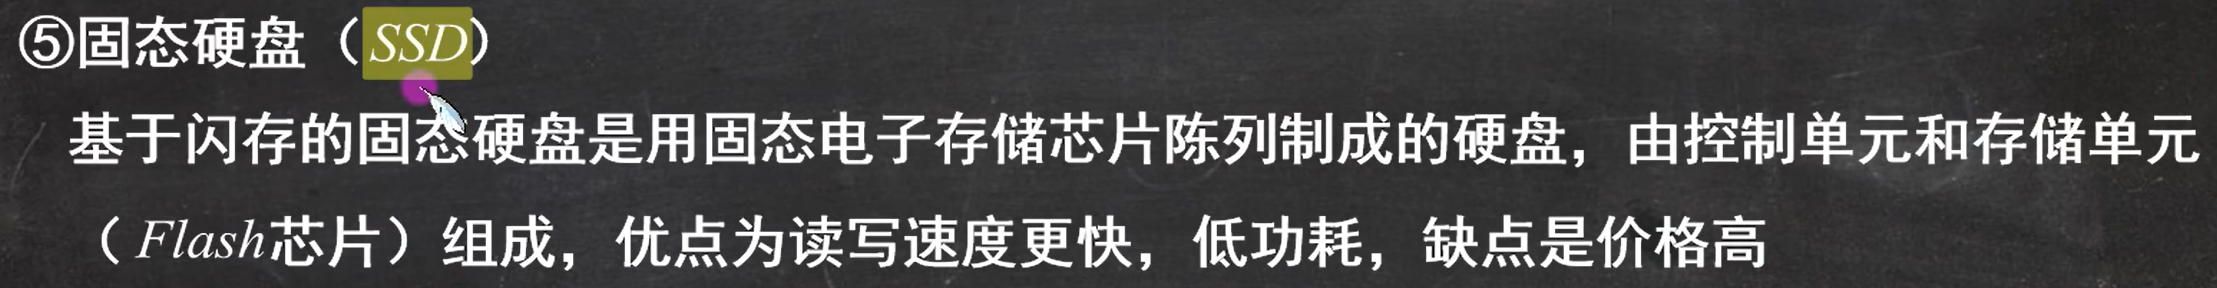 ⑤固态硬盘（SSD）
基于闪存的固态硬盘是用固态电子存储芯片陈列制成的硬盘，由控制单元和存储单元
（Flash芯片）组成，优点为读写速度更快，低功耗，缺点是价格高